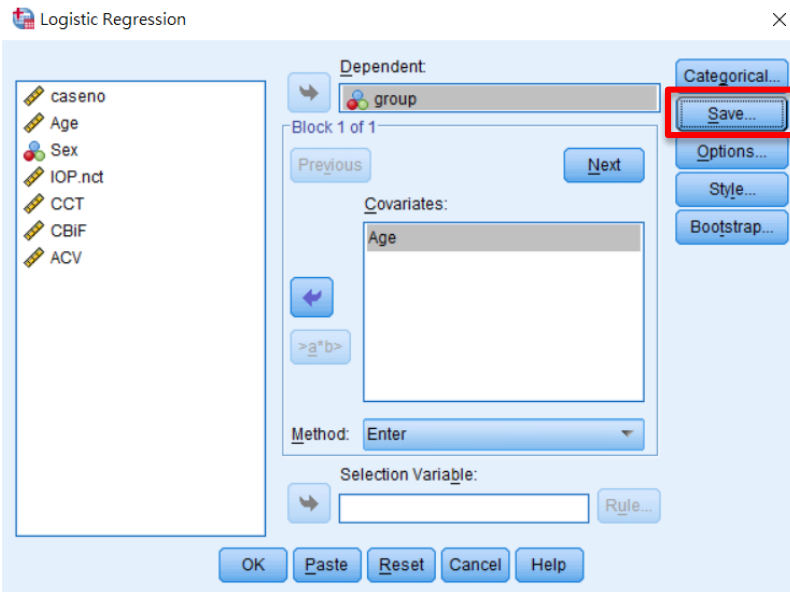 Logistic Regression
caseno
Age
Sex
IOP.nct
CCT
CBiF
ACV
Dependent:
group
Block 1 of 1
Previous
Next
Covariates:
Age
>a*b>
Method:
Enter
Selection Variable:
Rule...
Categorical...
Save...
Options...
Style...
Bootstrap...
OK
Paste
Reset
Cancel
Help